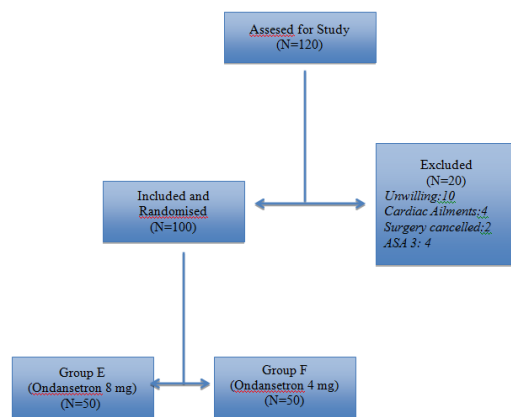 Assesed for Study
(N=120)
Excluded
(N=20)
Unwilling:10
Cardiac Ailments:4
Surgery cancelled:2
ASA 3: 4
Included and
Randomised
(N=100)
Group E
(Ondansetron 8 mg)
(N=50)
Group F
(Ondansetron 4 mg)
(N=50)